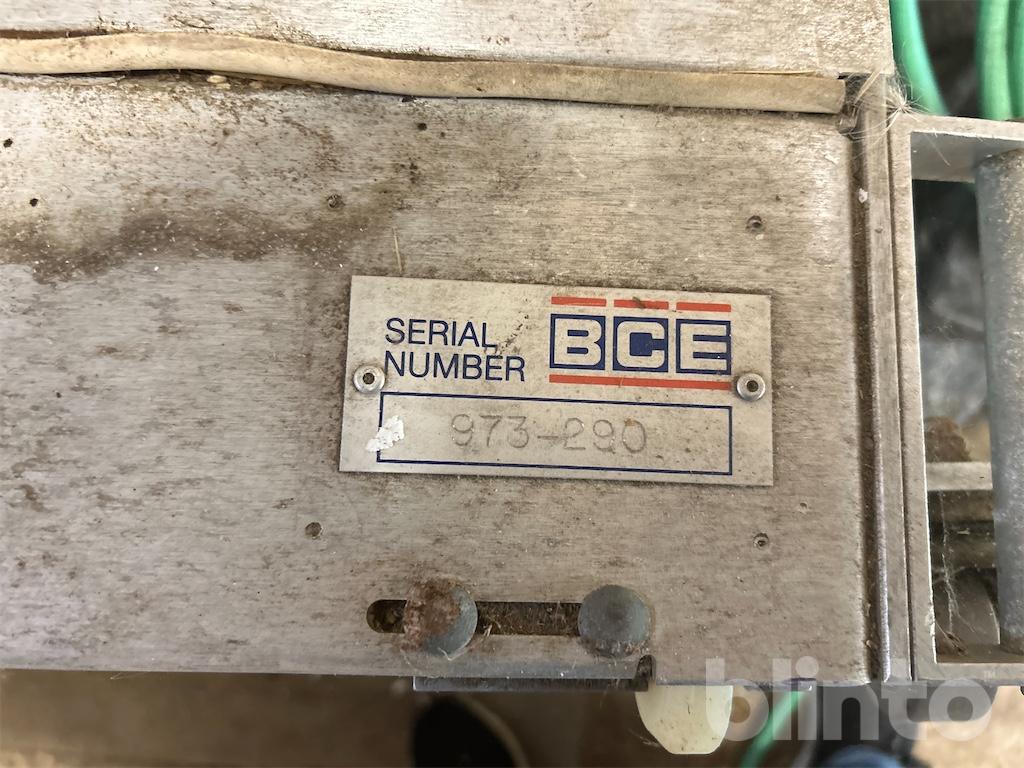 SERIAL
NUMBER
BCE
973-290
blinto